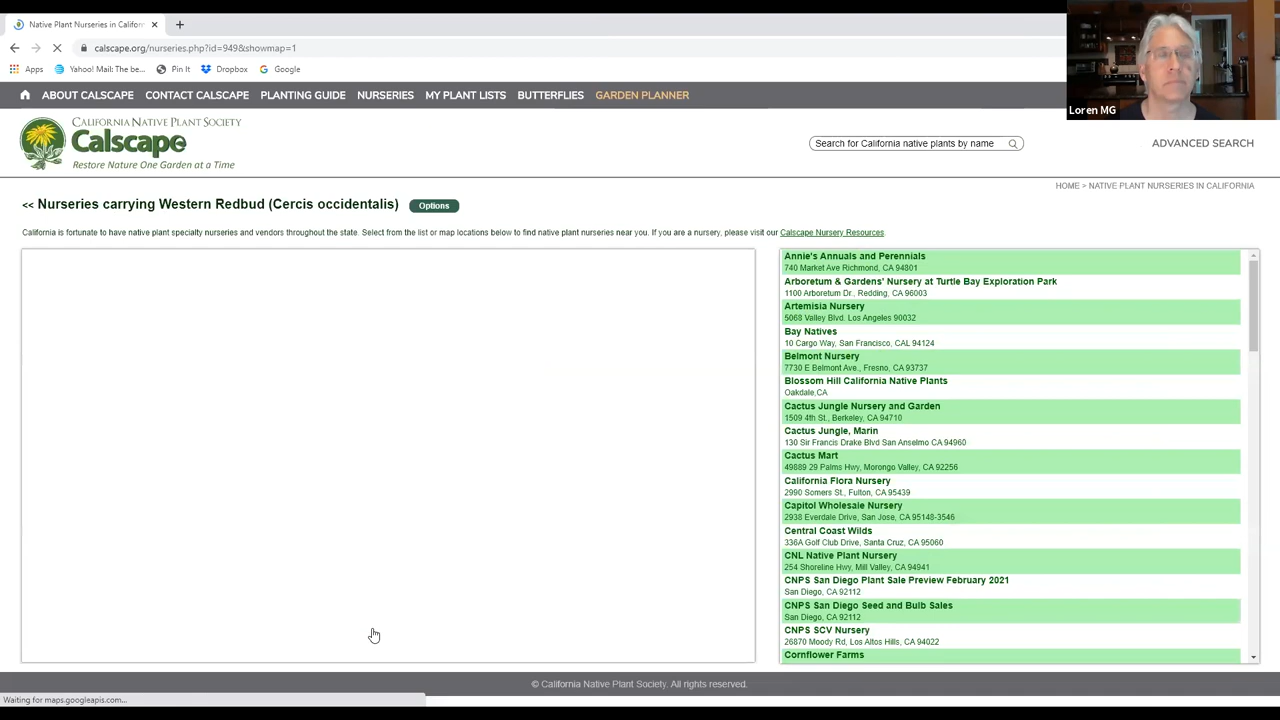 Native Plant Nurseries in Califor
calscape.org/nurseries.php?id=949&showmap=1
Apps Yahoo! Mail: The be... Pin It Dropbox Google
Loren MG
ABOUT CALSCAPE CONTACT CALSCAPE PLANTING GUIDE NURSERIES MY PLANT LISTS BUTTERFLIES GARDEN PLANNER
CALIFORNIA NATIVE PLANT SOCIETY
Calscape
Restore Nature One Garden at a Time
Search for California native plants by name
ADVANCED SEARCH
HOME > NATIVE PLANT NURSERIES IN CALIFORNIA
<< Nurseries carrying Western Redbud (Cercis occidentalis) Options
California is fortunate to have native plant specialty nurseries and vendors throughout the state. Select from the list or map locations below to find native plant nurseries near you. If you are a nursery, please visit our Calscape Nursery Resources.
Annie's Annuals and Perennials
740 Market Ave Richmond, CA 94801
Arboretum & Gardens' Nursery at Turtle Bay Exploration Park
1100 Arboretum Dr., Redding, CA 96003
Artemisia Nursery
5068 Valley Blvd. Los Angeles 90032
Bay Natives
10 Cargo Way, San Francisco, CAL 94124
Belmont Nursery
7730 E Belmont Ave., Fresno, CA 93737
Blossom Hill California Native Plants
Oakdale,CA
Cactus Jungle Nursery and Garden
1509 4th St., Berkeley, CA 94710
Cactus Jungle, Marin
130 Sir Francis Drake Blvd San Anselmo CA 94960
Cactus Mart
49889 29 Palms Hwy, Morongo Valley, CA 92256
California Flora Nursery
2990 Somers St., Fulton, CA 95439
Capitol Wholesale Nursery
2938 Everdale Drive, San Jose, CA 95148-3546
Central Coast Wilds
336A Golf Club Drive, Santa Cruz, CA 95060
CNL Native Plant Nursery
254 Shoreline Hwy, Mill Valley, CA 94941
CNPS San Diego Plant Sale Preview February 2021
San Diego, CA 92112
CNPS San Diego Seed and Bulb Sales
San Diego, CA 92112
CNPS SCV Nursery
26870 Moody Rd, Los Altos Hills, CA 94022
Cornflower Farms
© California Native Plant Society. All rights reserved.
Waiting for maps.googleapis.com...